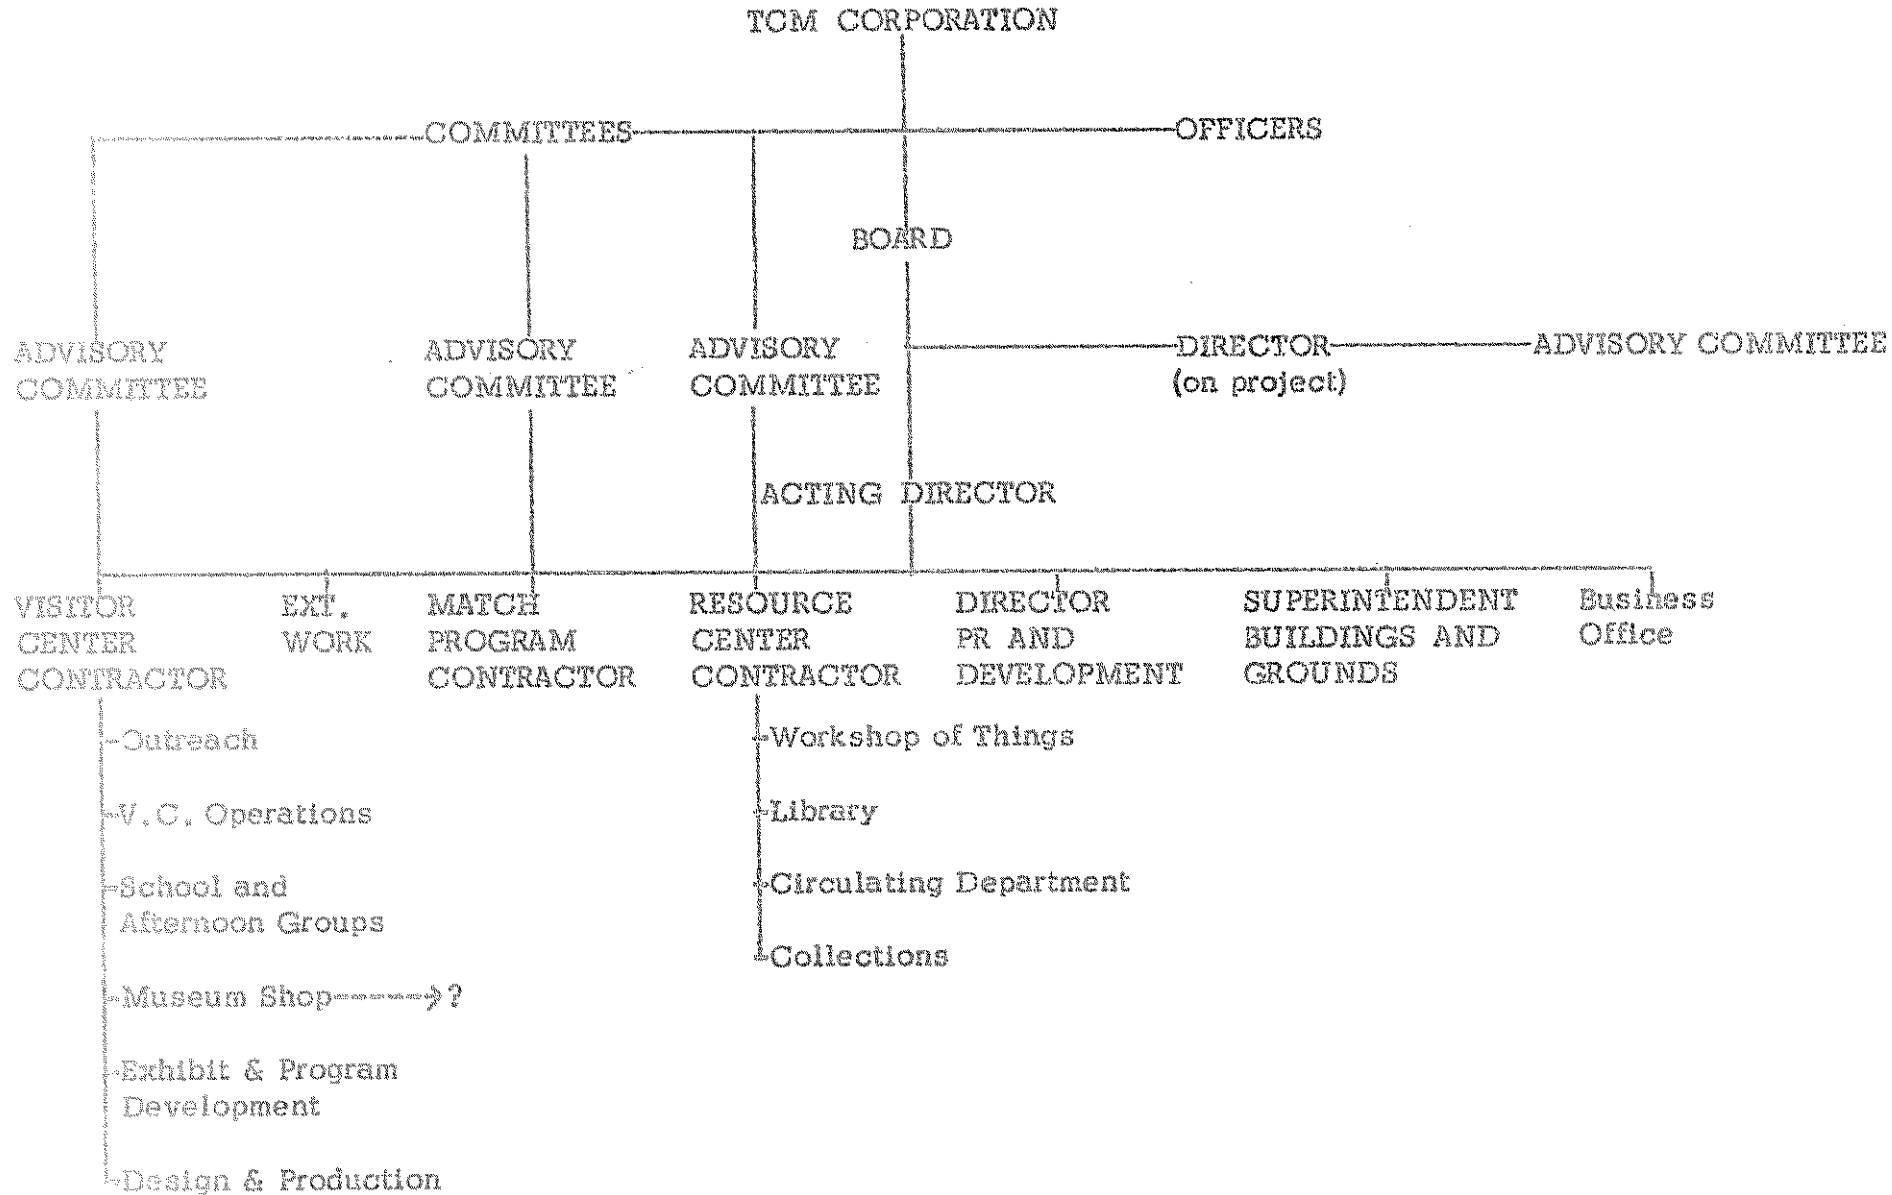 TCM CORPORATION
COMMITTEES
OFFICERS
BOARD
ADVISORY
COMMITTEE
ADVISORY
COMMITTEE
ADVISORY
COMMITTEE
DIRECTOR
(on project)
ADVISORY COMMITTEE
ACTING DIRECTOR
VISITOR
CENTER
CONTRACTOR
EXT.
WORK
MATCH
PROGRAM
CONTRACTOR
RESOURCE
CENTER
CONTRACTOR
DIRECTOR
PR AND
DEVELOPMENT
SUPERINTENDENT
BUILDINGS AND
GROUNDS
Business
Office
Outreach
V.C. Operations
School and
Afternoon Groups
Museum Shop------>?
Exhibit & Program
Development
Design & Production
Workshop of Things
Library
Circulating Department
Collections